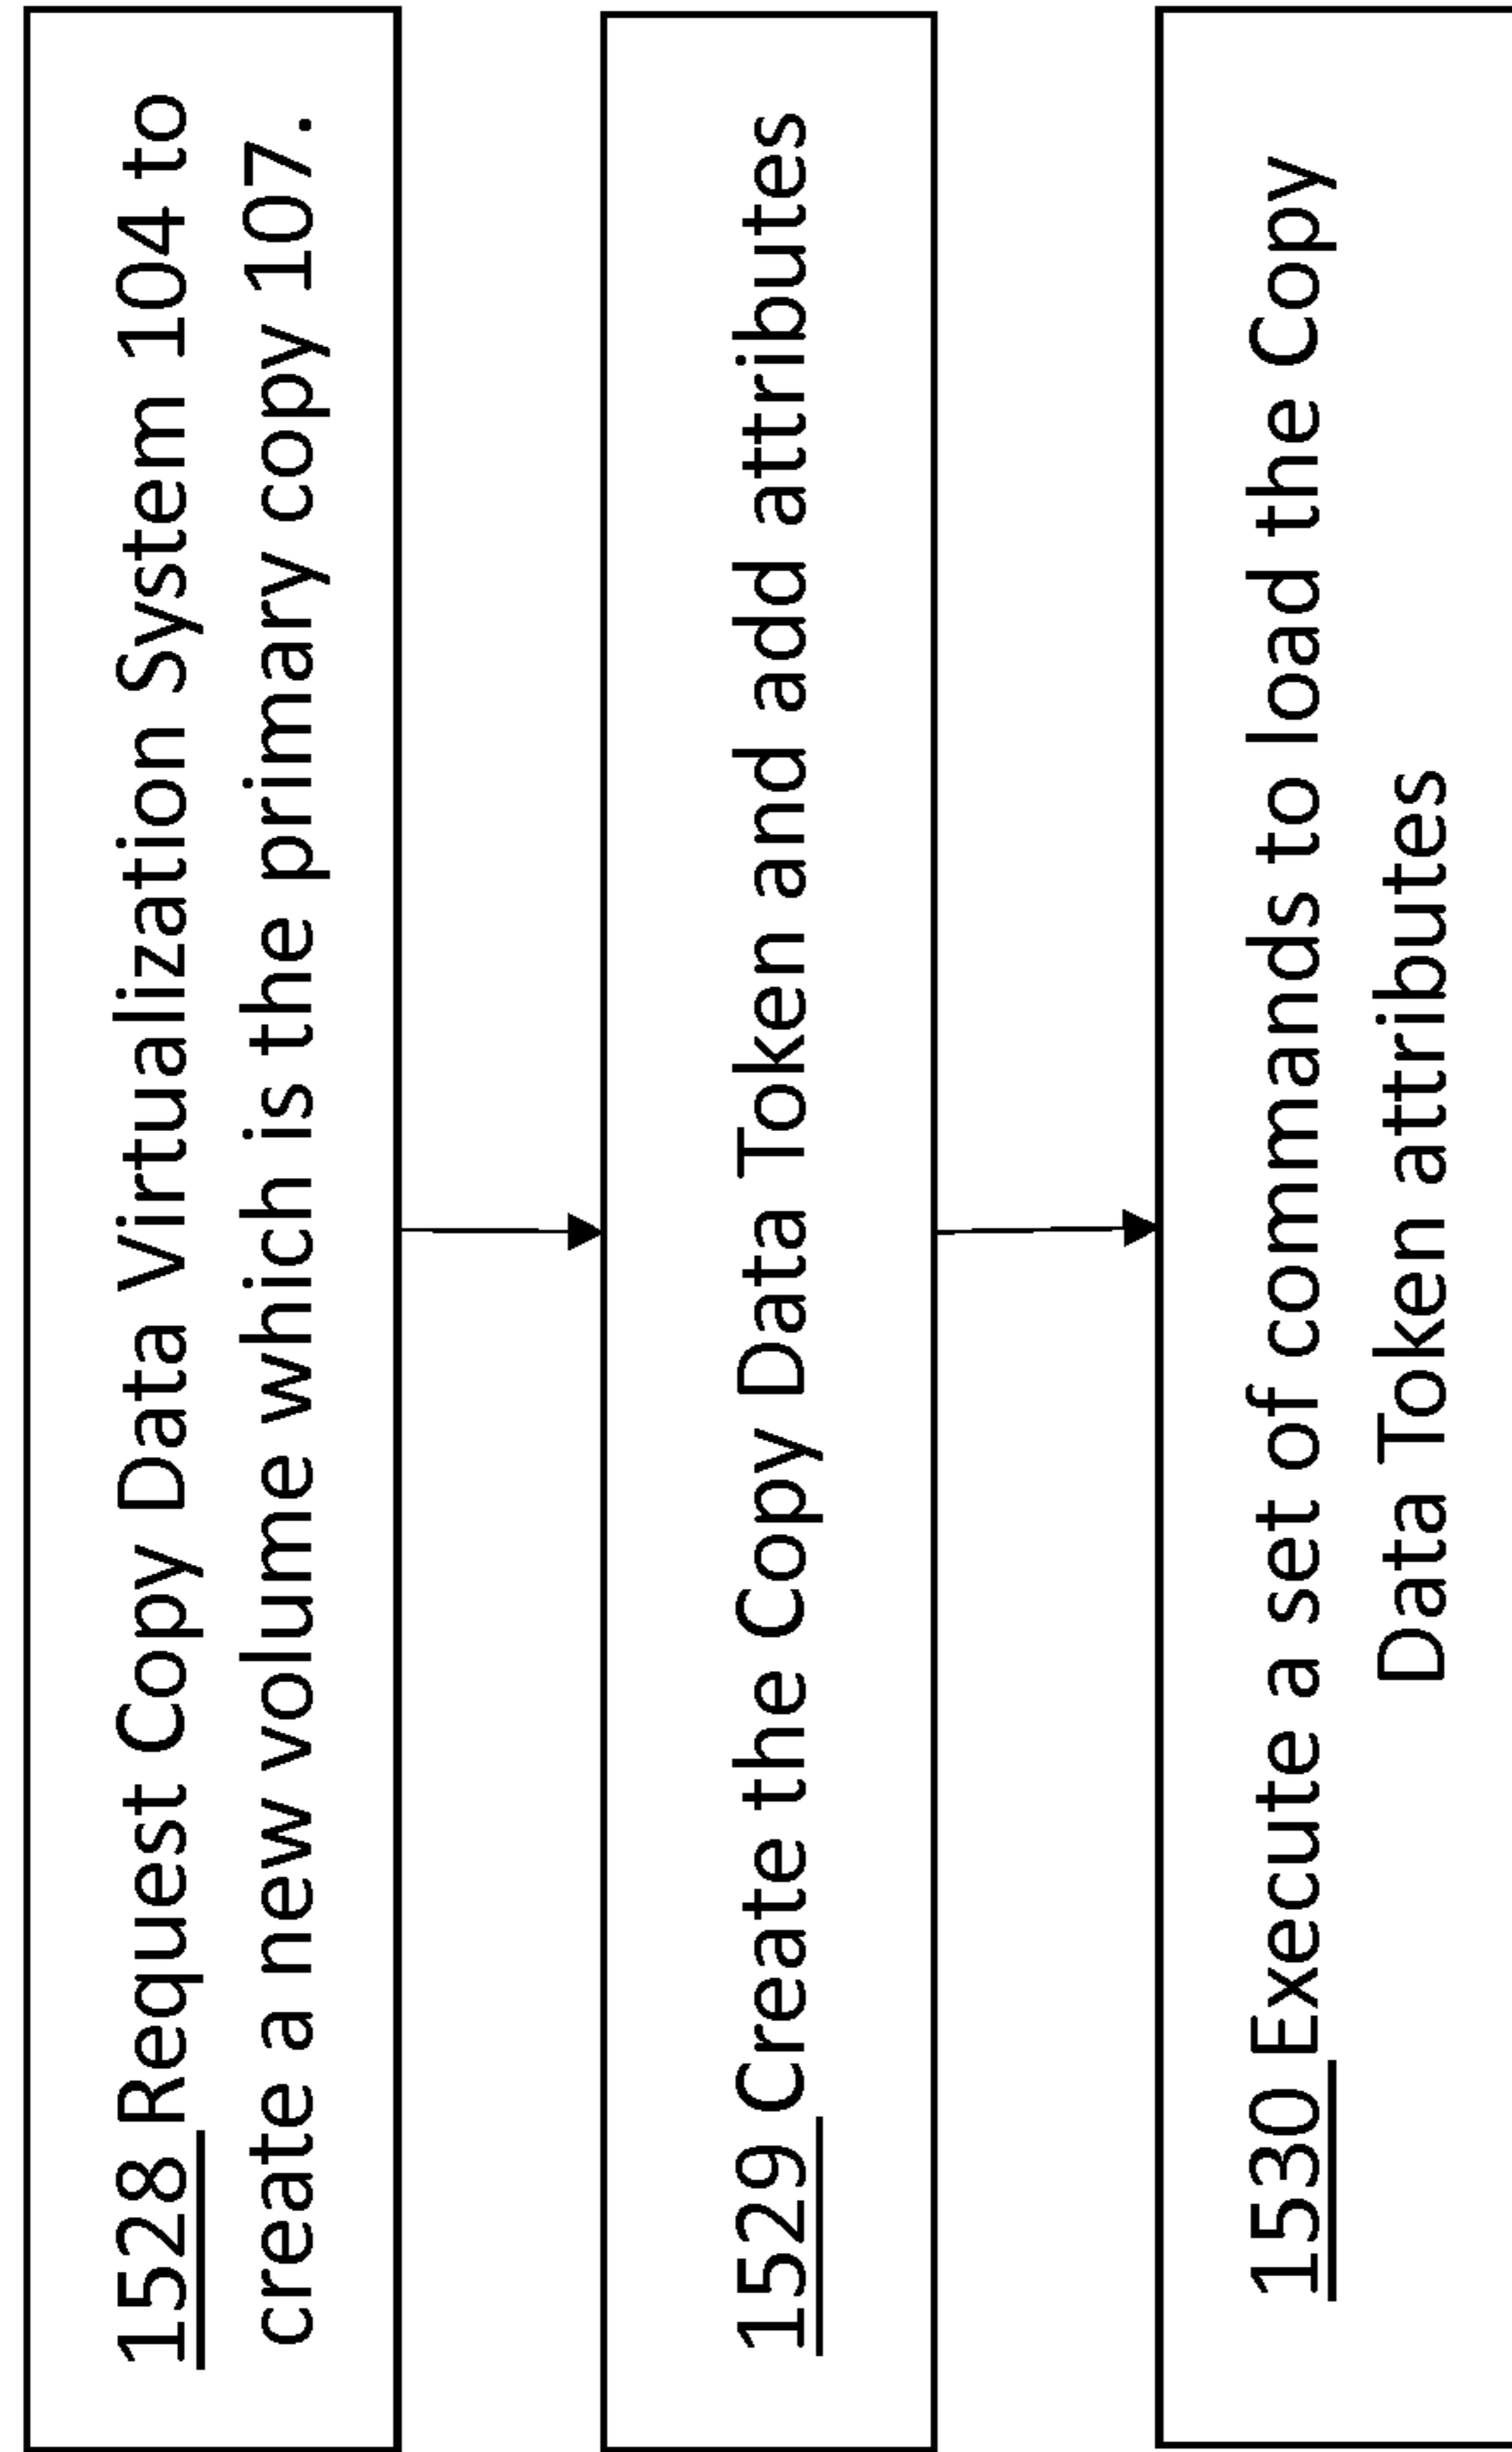 1528 Request Copy Data Virtualization System 104 to
create a new volume which is the primary copy 107.
1529 Create the Copy Data Token and add attributes
1530 Execute a set of commands to load the Copy
Data Token attributes